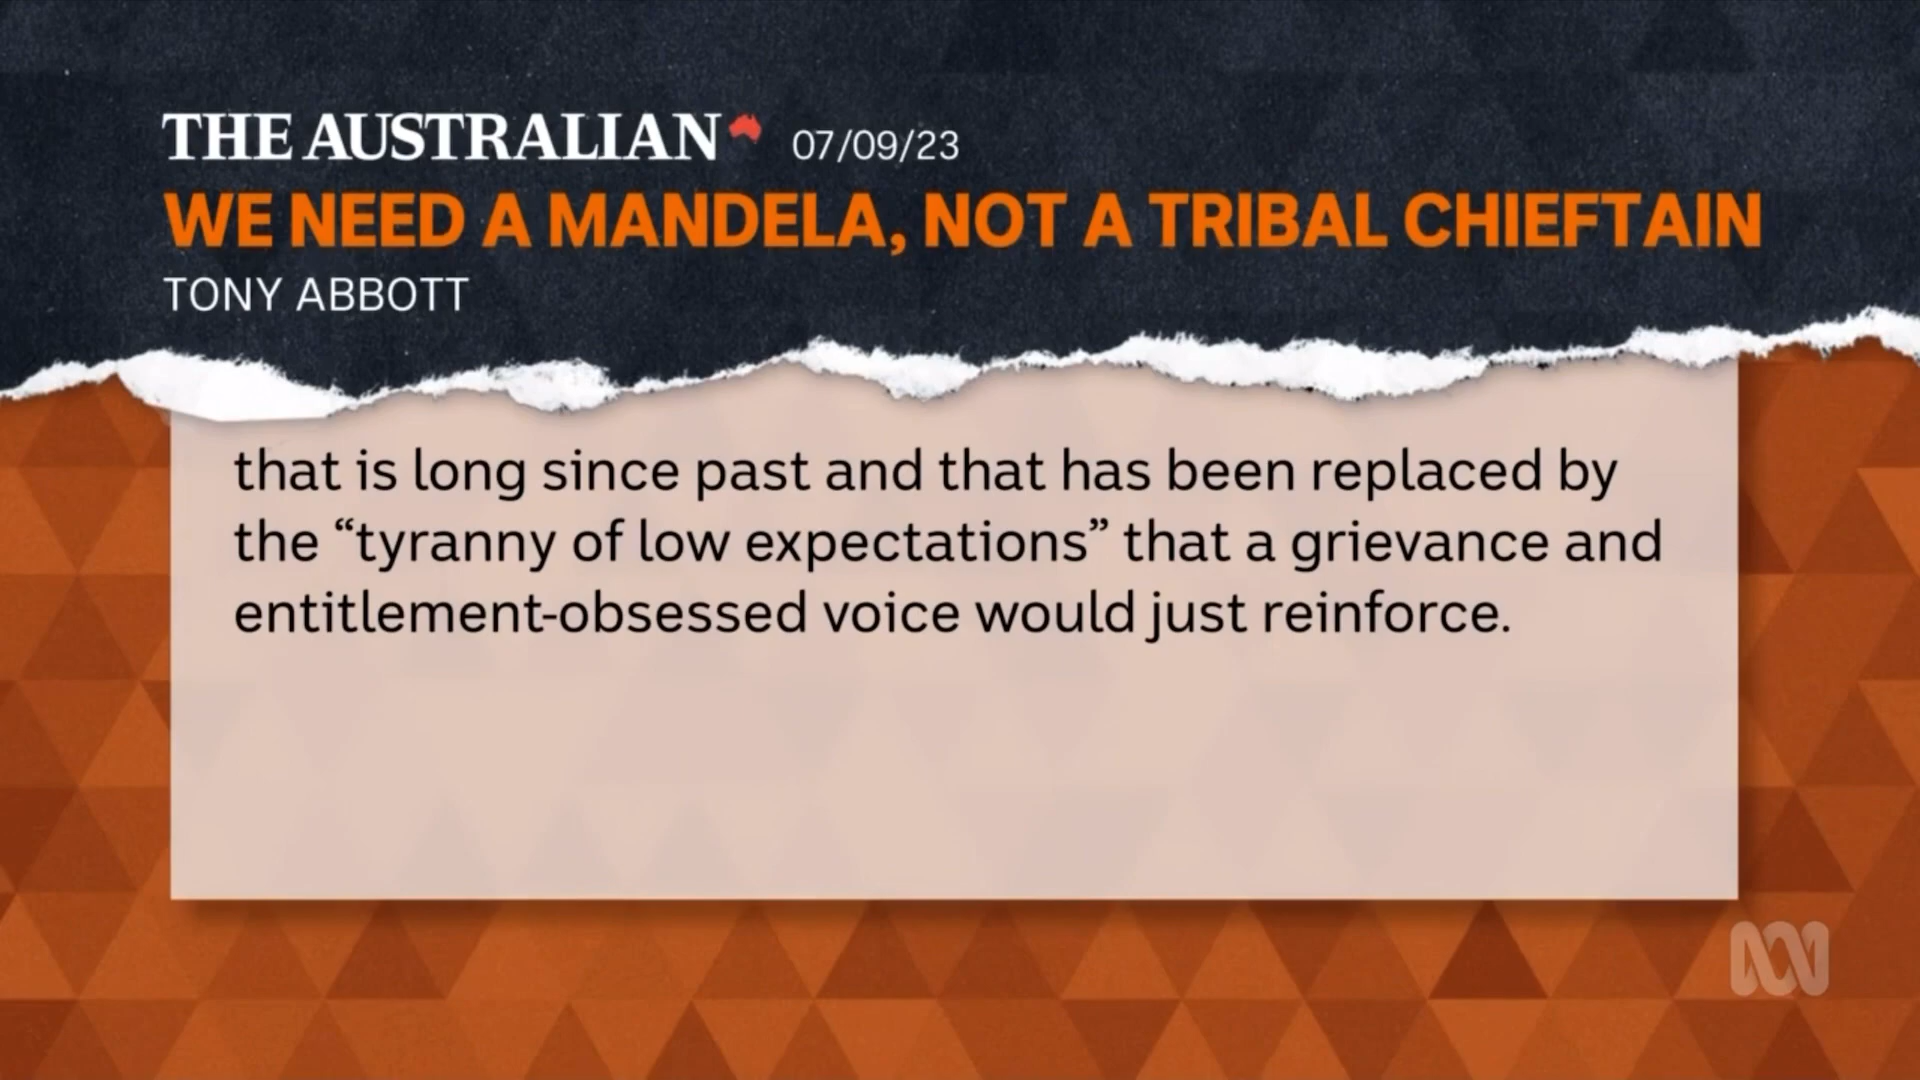 THE AUSTRALIAN 07/09/23
WE NEED A MANDELA, NOT A TRIBAL CHIEFTAIN
TONY ABBOTT
that is long since past and that has been replaced by
the “tyranny of low expectations” that a grievance and
entitlement-obsessed voice would just reinforce.